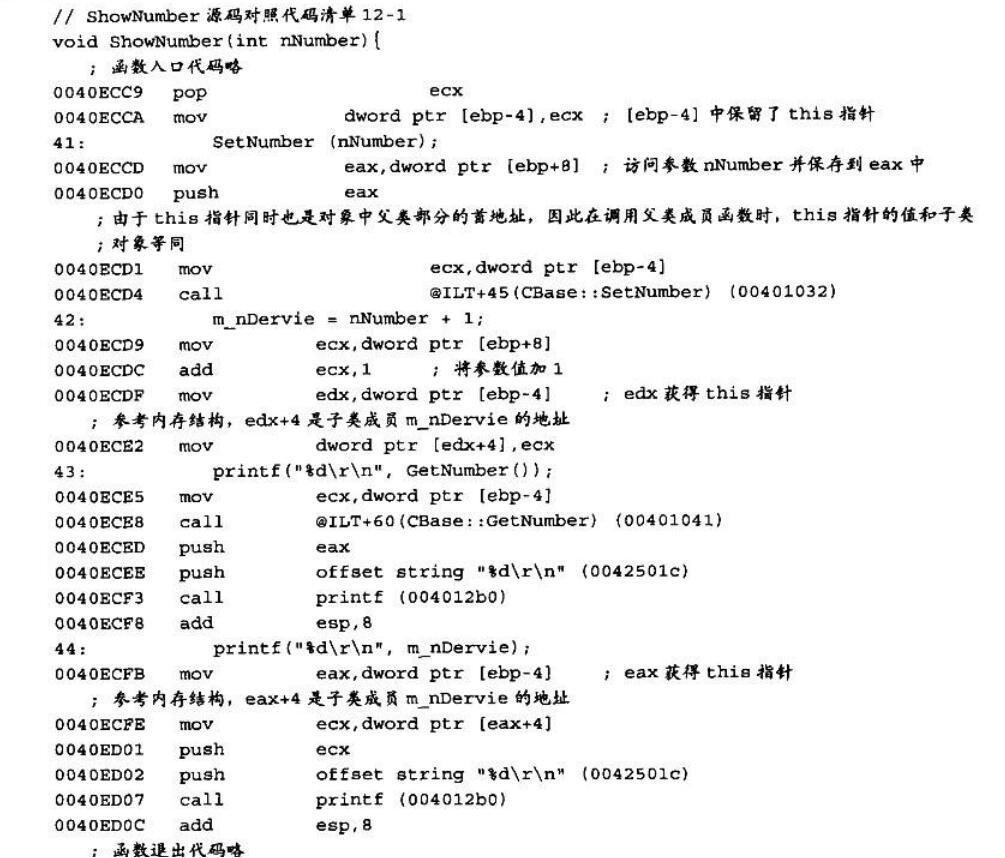 // ShowNumber 源码对照代码清单 12-1
void ShowNumber(int nNumber){
; 函数入口代码略
0040ECC9 pop ecx
0040ECCA mov dword ptr [ebp-4],ecx ; [ebp-4] 中保留了 this 指针
41: SetNumber (nNumber);
0040ECCD mov eax,dword ptr [ebp+8] ; 访问参数 nNumber 并保存到 eax 中
0040ECD0 push eax
; 由于 this 指针同时也是对象中父类部分的首地址，因此在调用父类成员函数时，this 指针的值和子类
; 对象等同
0040ECD1 mov ecx,dword ptr [ebp-4]
0040ECD4 call @ILT+45(CBase::SetNumber) (00401032)
42: m_nDervie = nNumber + 1;
0040ECD9 mov ecx,dword ptr [ebp+8]
0040ECDC add ecx,1 ; 将参数值加 1
0040ECDF mov edx,dword ptr [ebp-4] ; edx 获得 this 指针
; 参考内存结构，edx+4 是子类成员 m_nDervie 的地址
0040ECE2 mov dword ptr [edx+4],ecx
43: printf("%d\r\n", GetNumber());
0040ECE5 mov ecx,dword ptr [ebp-4]
0040ECE8 call @ILT+60(CBase::GetNumber) (00401041)
0040ECED push eax
0040ECEE push offset string "%d\r\n" (0042501c)
0040ECF3 call printf (004012b0)
0040ECF8 add esp,8
44: printf("%d\r\n", m_nDervie);
0040ECFB mov eax,dword ptr [ebp-4] ; eax 获得 this 指针
; 参考内存结构，eax+4 是子类成员 m_nDervie 的地址
0040ECFE mov ecx,dword ptr [eax+4]
0040ED01 push ecx
0040ED02 push offset string "%d\r\n" (0042501c)
0040ED07 call printf (004012b0)
0040ED0C add esp,8
; 函数退出代码略